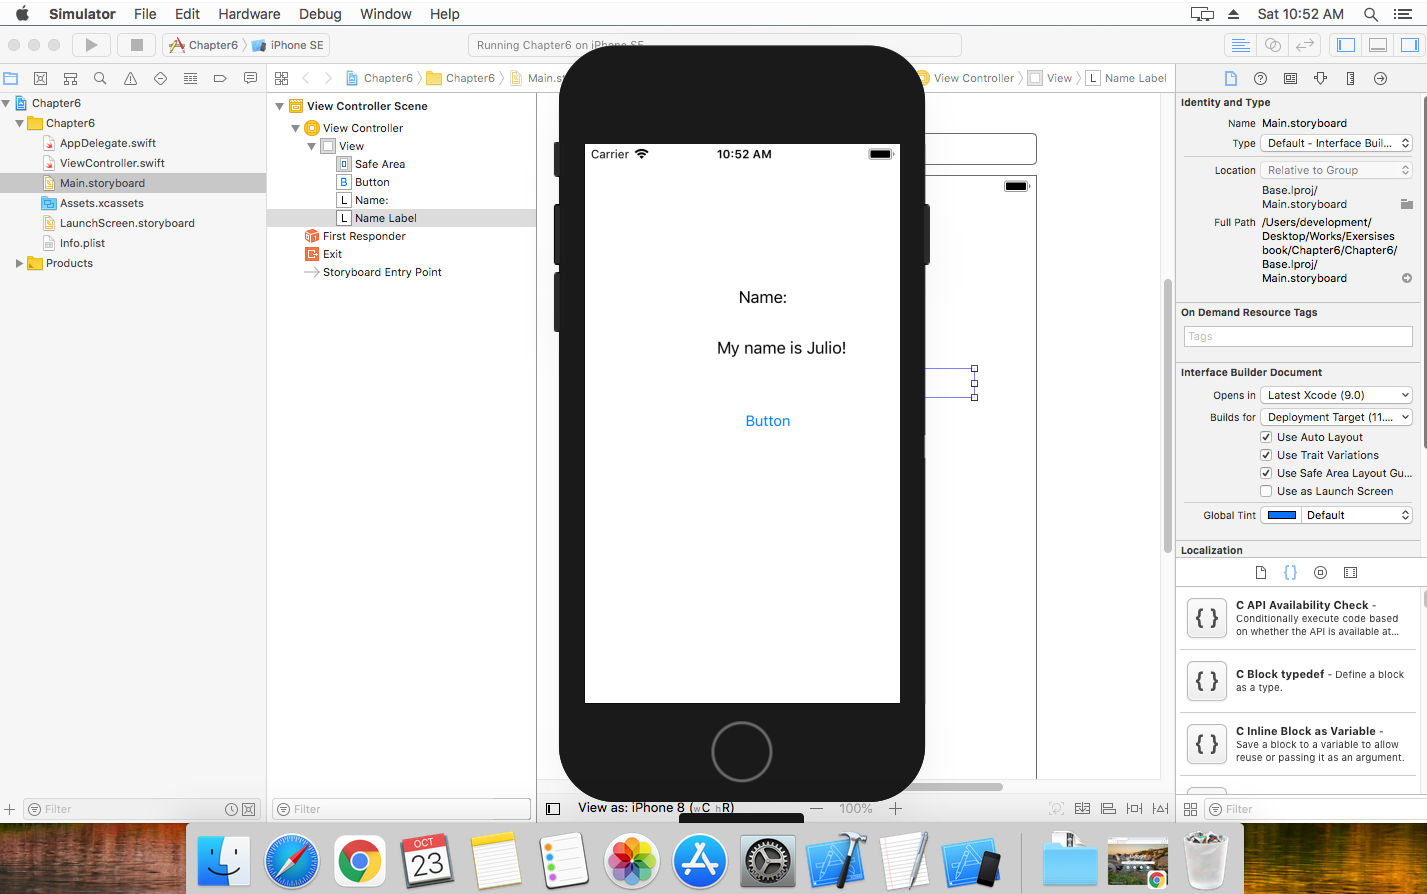 Simulator File Edit Hardware Debug Window Help
Sat 10:52 AM
Chapter6 iPhone SE
Running Chapter6 on iPhone SE
Chapter6 Chapter6 Main.st
View Controller View L Name Label
Chapter6
Chapter6
AppDelegate.swift
ViewController.swift
Main.storyboard
Assets.xcassets
LaunchScreen.storyboard
Info.plist
Products
Filter
View Controller Scene
View Controller
View
Safe Area
B Button
L Name:
L Name Label
First Responder
Exit
Storyboard Entry Point
Filter
Carrier 10:52 AM
Name:
My name is Julio!
Button
View as: iPhone 8 (wC hR)
100%
Identity and Type
Name Main.storyboard
Type Default - Interface Buil...
Location Relative to Group
Base.lproj/
Main.storyboard
Full Path /Users/development/
Desktop/Works/Exersises
book/Chapter6/Chapter6/
Base.lproj/
Main.storyboard
On Demand Resource Tags
Tags
Interface Builder Document
Opens in Latest Xcode (9.0)
Builds for Deployment Target (11....
Use Auto Layout
Use Trait Variations
Use Safe Area Layout Gu...
Use as Launch Screen
Global Tint Default
Localization
{ } C API Availability Check -
Conditionally execute code based
on whether the API is available at...
{ } C Block typedef - Define a block
as a type.
{ } C Inline Block as Variable -
Save a block to a variable to allow
reuse or passing it as an argument.
Filter
OCT
23